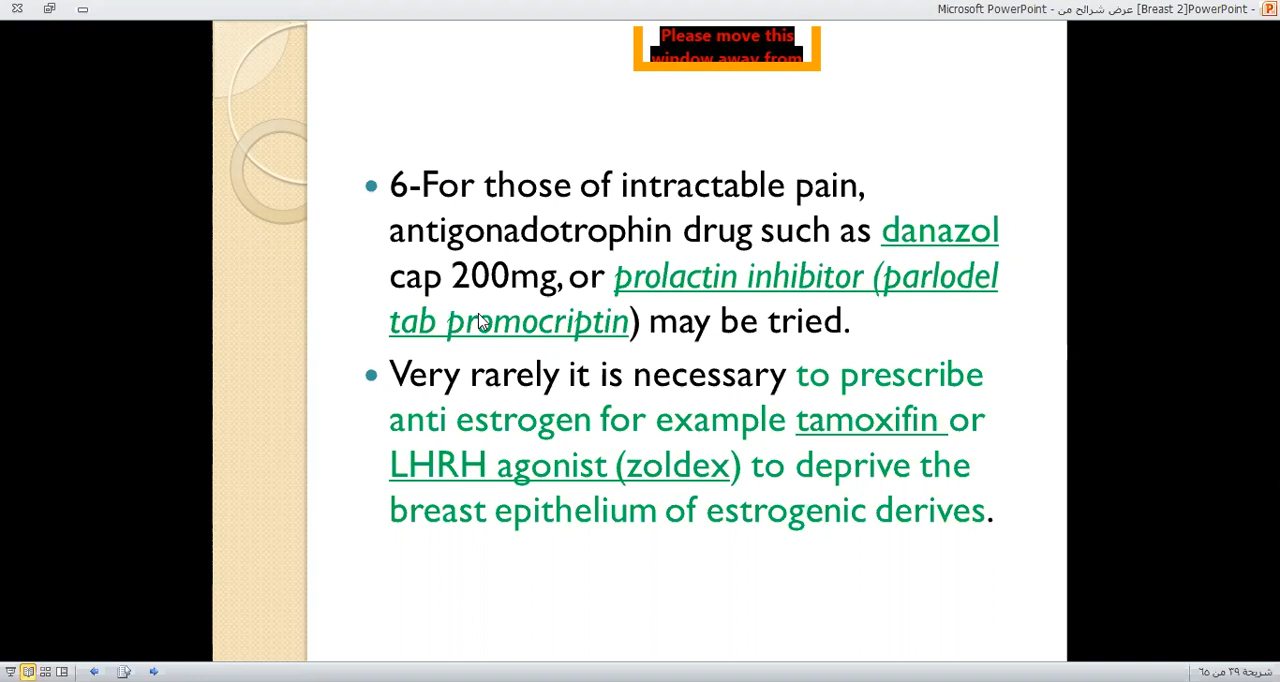 Microsoft PowerPoint - عرض شرائح من - PowerPoint[Breast 2] -
Please move this
window away from
6-For those of intractable pain,
antigonadotrophin drug such as danazol
cap 200mg, or prolactin inhibitor (parlodel
tab promocriptin) may be tried.
Very rarely it is necessary to prescribe
anti estrogen for example tamoxifin or
LHRH agonist (zoldex) to deprive the
breast epithelium of estrogenic derives.
شريحة ٣٩ من ٦٥